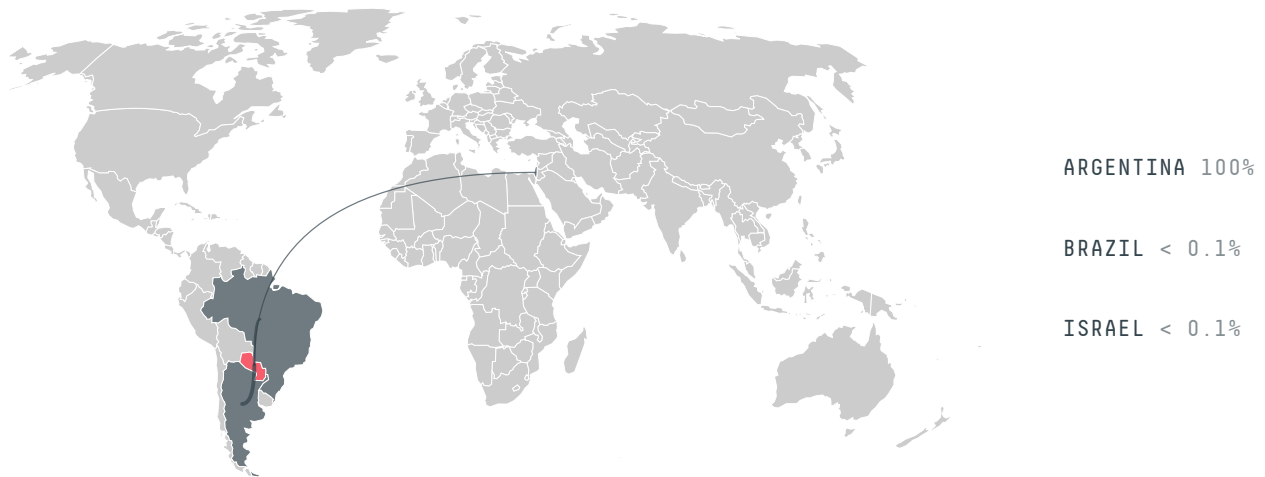 ARGENTINA 100%
BRAZIL < 0.1%
ISRAEL < 0.1%